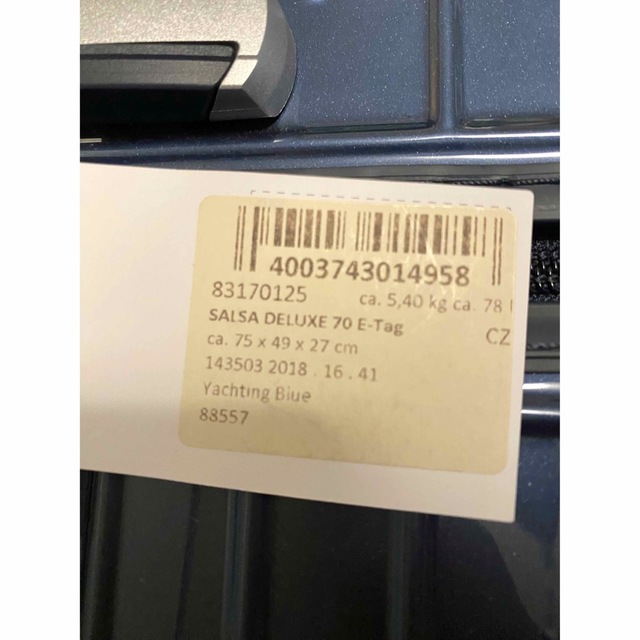 4003743014958
83170125 ca. 5,40 kg ca. 78 l
SALSA DELUXE 70 E-Tag CZ
ca. 75 x 49 x 27 cm
143503 2018 . 16 . 41
Yachting Blue
88557